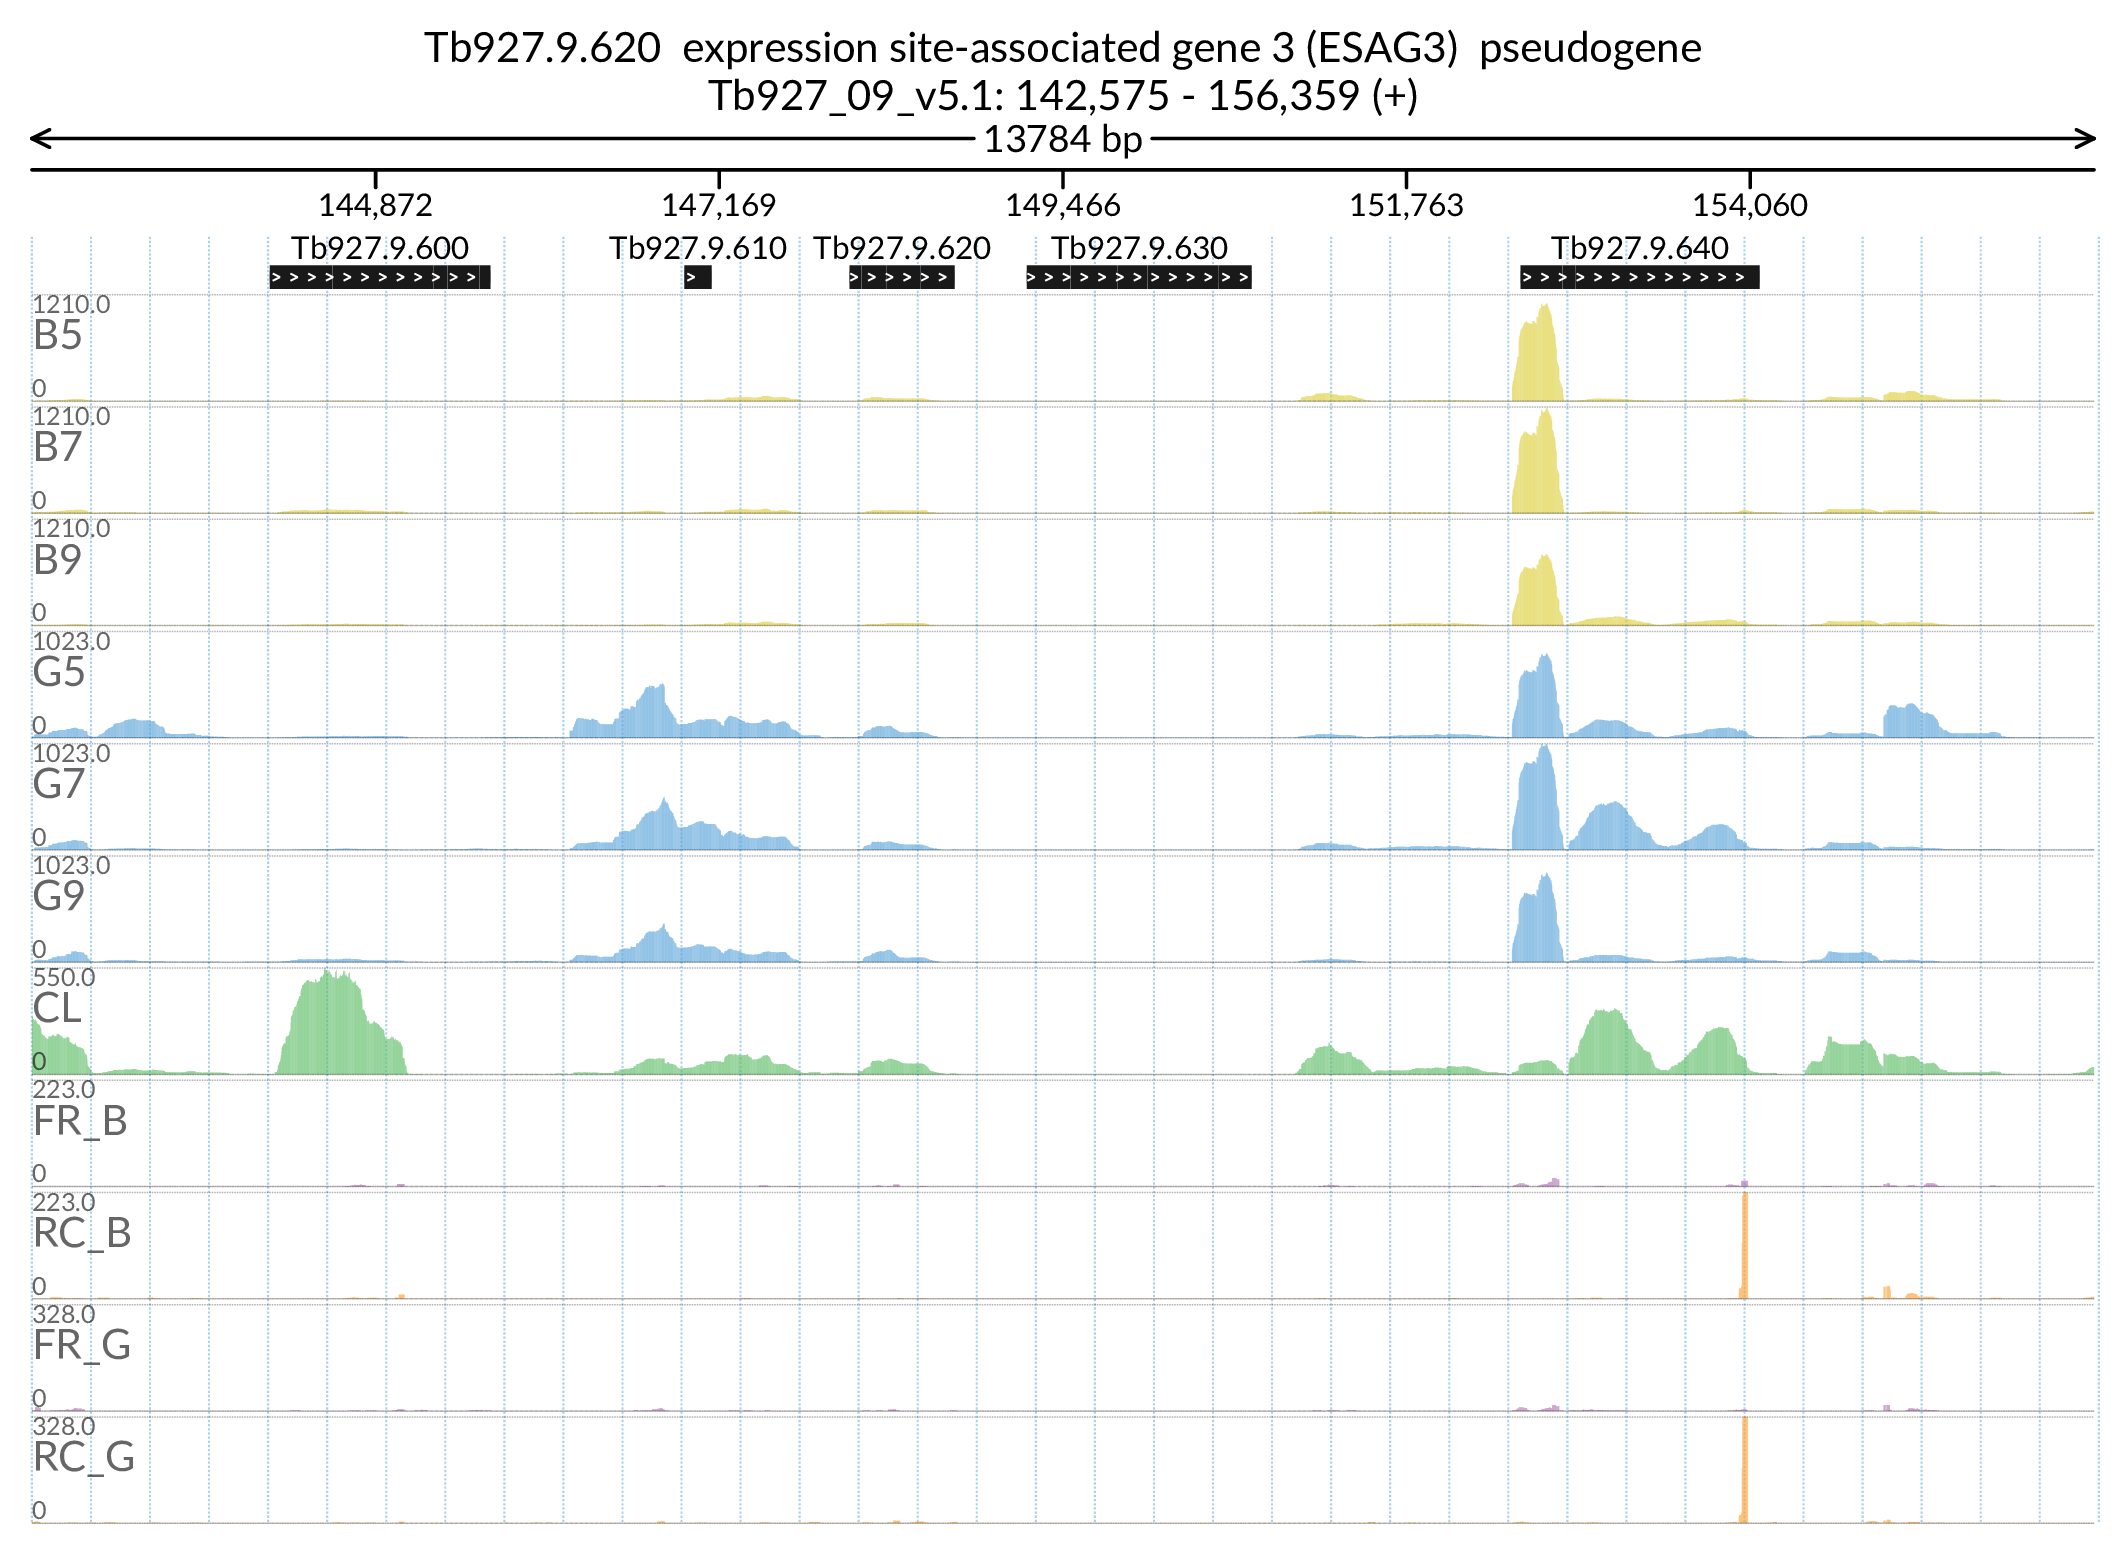 Tb927.9.620 expression site-associated gene 3 (ESAG3) pseudogene
Tb927_09_v5.1: 142,575 - 156,359 (+)
13784 bp
144,872 147,169 149,466 151,763 154,060
Tb927.9.600 Tb927.9.610 Tb927.9.620 Tb927.9.630 Tb927.9.640
1210.0
B5
0
1210.0
B7
0
1210.0
B9
0
1023.0
G5
0
1023.0
G7
0
1023.0
G9
0
550.0
CL
0
223.0
FR_B
0
223.0
RC_B
0
328.0
FR_G
0
328.0
RC_G
0